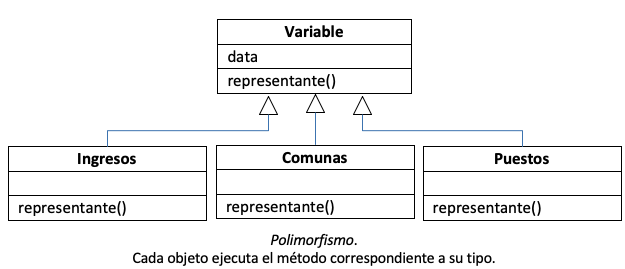 Variable
data
representante()
Ingresos
Comunas
Puestos
representante()
representante()
representante()
Polimorfismo.
Cada objeto ejecuta el método correspondiente a su tipo.